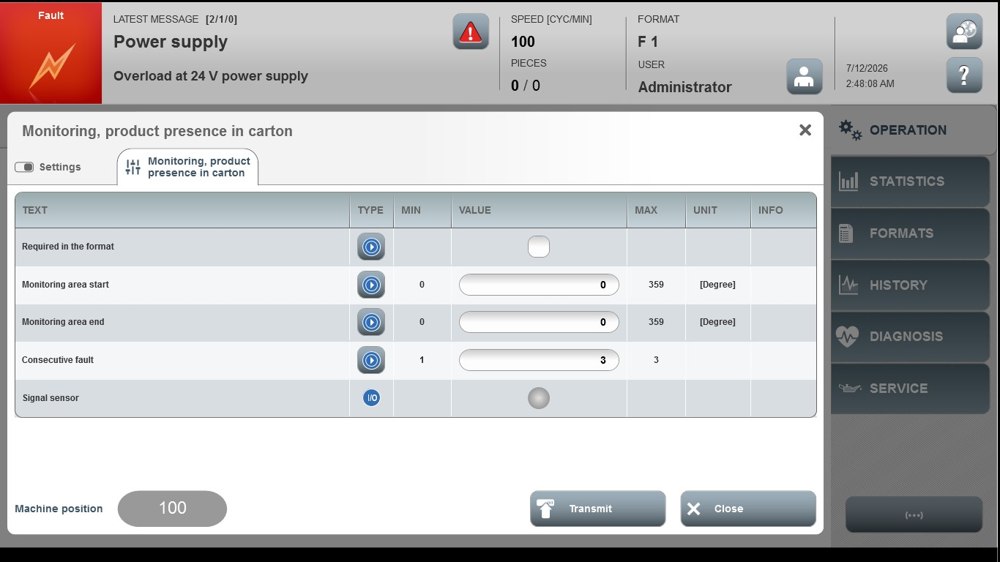 Fault
LATEST MESSAGE [2/1/0]
Power supply
Overload at 24 V power supply
SPEED [CYC/MIN]
100
PIECES
0 / 0
FORMAT
F 1
USER
Administrator
7/12/2026
2:48:08 AM
?
Monitoring, product presence in carton
Settings
Monitoring, product
presence in carton
TEXT TYPE MIN VALUE MAX UNIT INFO
Required in the format
Monitoring area start 0 0 359 [Degree]
Monitoring area end 0 0 359 [Degree]
Consecutive fault 1 3 3
Signal sensor I/O
Machine position 100
Transmit
Close
OPERATION
STATISTICS
FORMATS
HISTORY
DIAGNOSIS
SERVICE
(•••)